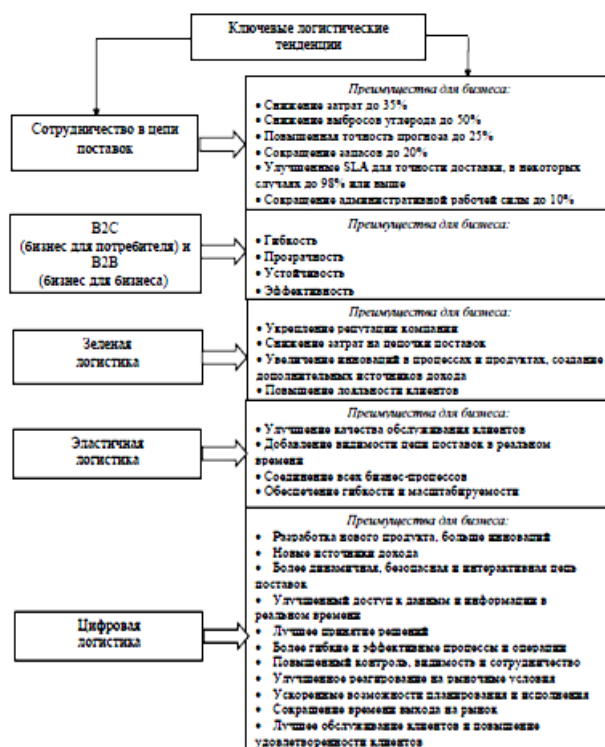 Ключевые логистические
тенденции
Сотрудничество в цепи
поставок
Преимущества для бизнеса:
• Снижение затрат до 35%
• Снижение выбросов углерода до 50%
• Повышенная точность прогноза до 25%
• Сокращение запасов до 20%
• Улучшенные SLA для точности доставки, в некоторых
случаях до 98% или выше
• Сокращение административной рабочей силы до 10%
B2C
(бизнес для потребителя) и
B2B
(бизнес для бизнеса)
Преимущества для бизнеса:
• Гибкость
• Прозрачность
• Устойчивость
• Эффективность
Зеленая
логистика
Преимущества для бизнеса:
• Укрепление репутации компании
• Снижение затрат на цепочки поставок
• Увеличение инноваций в процессах и продуктах, создание
дополнительных источников дохода
• Повышение лояльности клиентов
Эластичная
логистика
Преимущества для бизнеса:
• Улучшение качества обслуживания клиентов
• Добавление видимости цепи поставок в реальном
времени
• Соединение всех бизнес-процессов
• Обеспечение гибкости и масштабируемости
Цифровая
логистика
Преимущества для бизнеса:
• Разработка нового продукта, больше инноваций
• Новые источники дохода
• Более динамичная, безопасная и интерактивная цепь
поставок
• Улучшенный доступ к данным и информации в
реальном времени
• Лучшее принятие решений
• Более гибкие и эффективные процессы и операции
• Повышенный контроль, видимость и сотрудничество
• Улучшенное реагирование на рыночные условия
• Ускоренные возможности планирования и исполнения
• Сокращение времени выхода на рынок
• Лучшее обслуживание клиентов и повышение
удовлетворенности клиентов